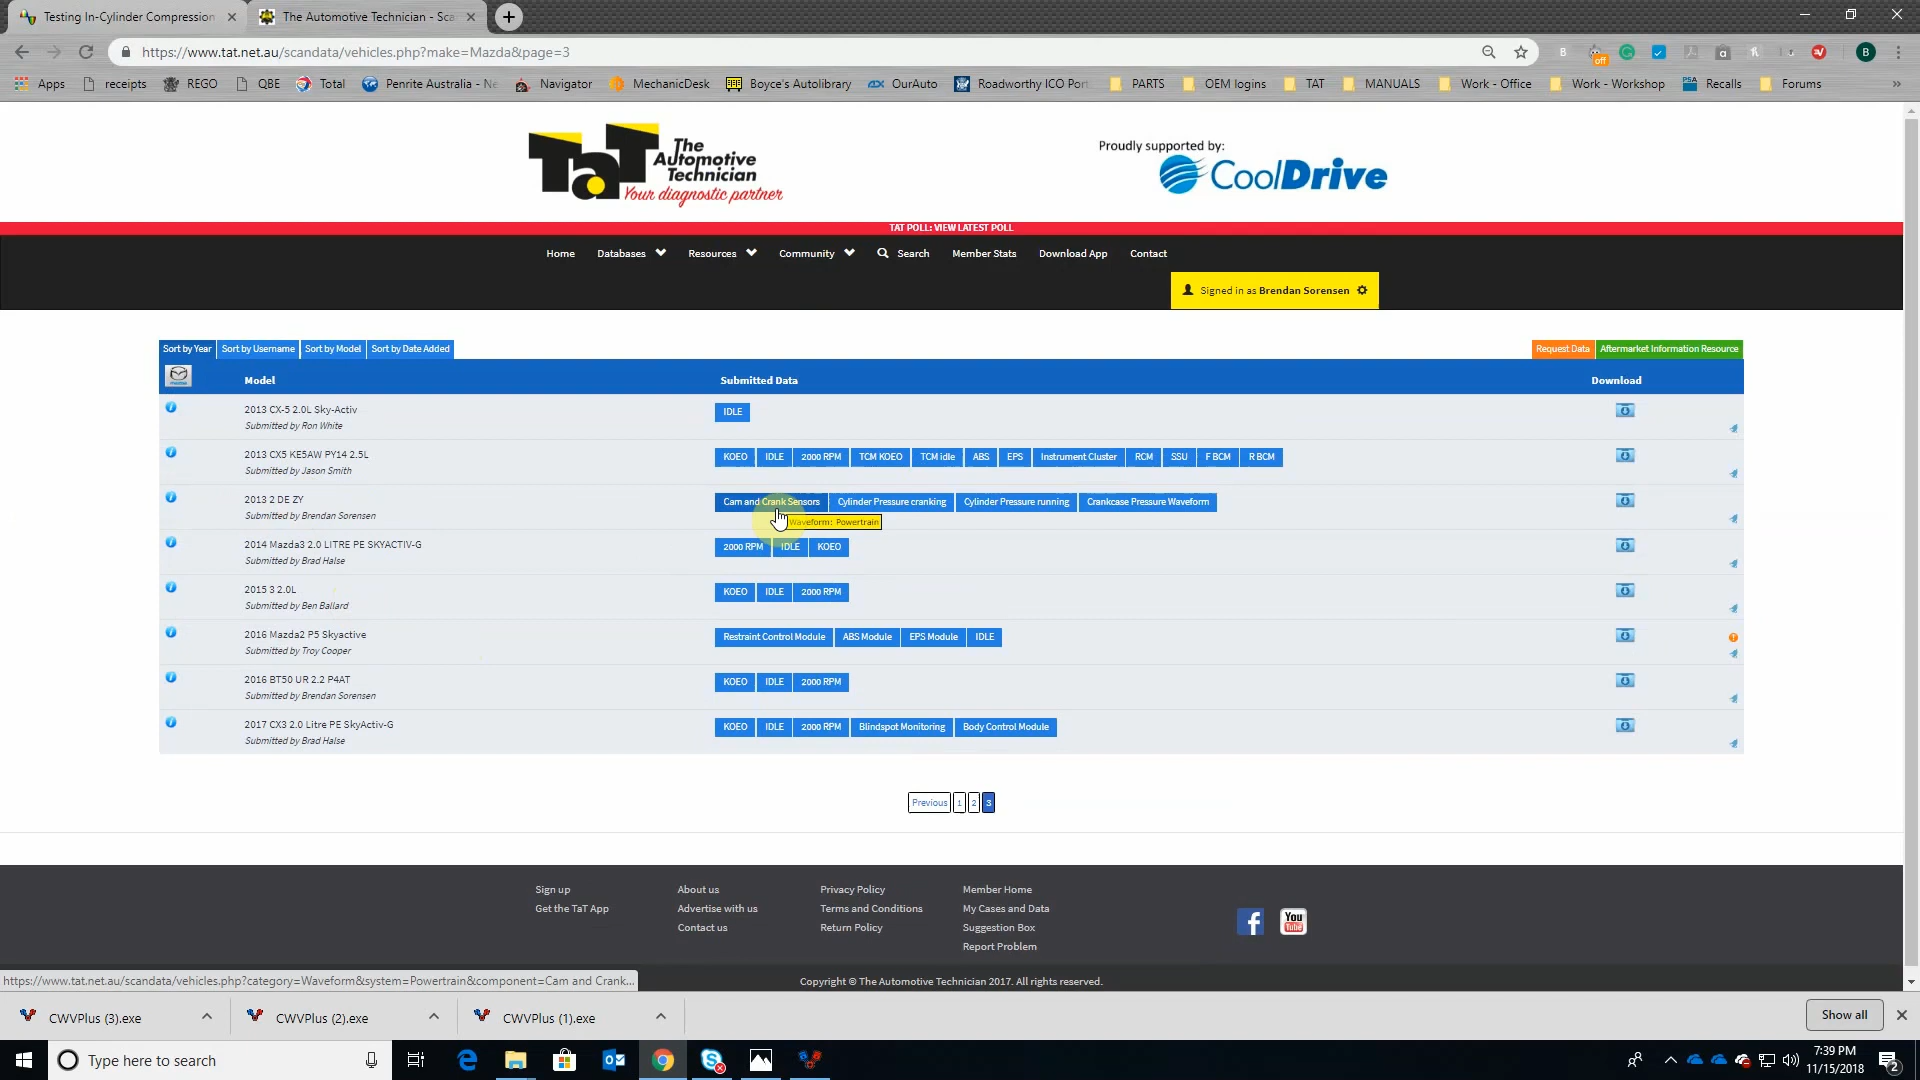 Testing In-Cylinder Compression
The Automotive Technician - Sca
https://www.tat.net.au/scandata/vehicles.php?make=Mazda&page=3
Apps receipts REGO QBE Total Penrite Australia - Ne Navigator MechanicDesk Boyce's Autolibrary OurAuto Roadworthy ICO Port PARTS OEM logins TAT MANUALS Work - Office Work - Workshop Recalls Forums
TaT The Automotive Technician
Your diagnostic partner
Proudly supported by:
CoolDrive
TAT POLL: VIEW LATEST POLL
Home Databases Resources Community Search Member Stats Download App Contact
Signed in as Brendan Sorensen
Sort by Year Sort by Username Sort by Model Sort by Date Added Request Data Aftermarket Information Resource
Model Submitted Data Download
2013 CX-5 2.0L Sky-Activ
Submitted by Ron White
IDLE
2013 CX5 KE5AW PY14 2.5L
Submitted by Jason Smith
KOEO IDLE 2000 RPM TCM KOEO TCM idle ABS EPS Instrument Cluster RCM SSU F BCM R BCM
2013 2 DE ZY
Submitted by Brendan Sorensen
Cam and Crank Sensors Cylinder Pressure cranking Cylinder Pressure running Crankcase Pressure Waveform
Waveform: Powertrain
2014 Mazda3 2.0 LITRE PE SKYACTIV-G
Submitted by Brad Halse
2000 RPM IDLE KOEO
2015 3 2.0L
Submitted by Ben Ballard
KOEO IDLE 2000 RPM
2016 Mazda2 P5 Skyactive
Submitted by Troy Cooper
Restraint Control Module ABS Module EPS Module IDLE
2016 BT50 UR 2.2 P4AT
Submitted by Brendan Sorensen
KOEO IDLE 2000 RPM
2017 CX3 2.0 Litre PE SkyActiv-G
Submitted by Brad Halse
KOEO IDLE 2000 RPM Blindspot Monitoring Body Control Module
Previous 1 2 3
Sign up About us Privacy Policy Member Home
Get the TaT App Advertise with us Terms and Conditions My Cases and Data
Contact us Return Policy Suggestion Box
Report Problem
You Tube
https://www.tat.net.au/scandata/vehicles.php?category=Waveform&system=Powertrain&component=Cam and Crank...
Copyright © The Automotive Technician 2017. All rights reserved.
CWVPlus (3).exe CWVPlus (2).exe CWVPlus (1).exe Show all
Type here to search
7:39 PM
11/15/2018
2